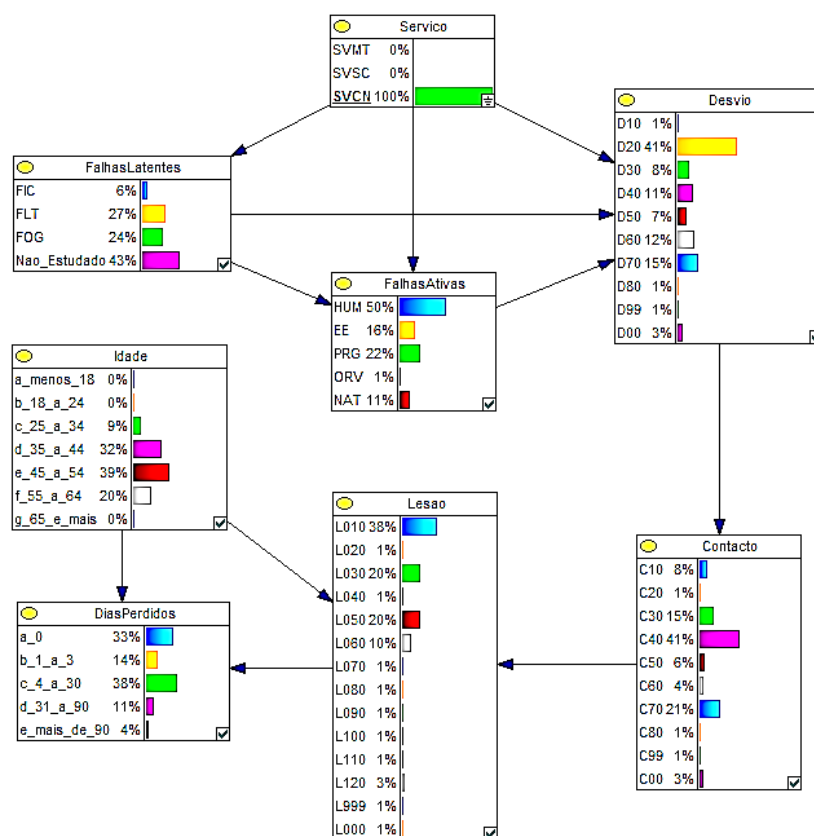 Servico
SVMT 0%
SVSC 0%
SVCN 100%
Desvio
D10 1%
D20 41%
D30 8%
D40 11%
D50 7%
D60 12%
D70 15%
D80 1%
D99 1%
D00 3%
FalhasLatentes
FIC 6%
FLT 27%
FOG 24%
Nao_Estudado 43%
FalhasAtivas
HUM 50%
EE 16%
PRG 22%
ORV 1%
NAT 11%
Idade
a_menos_18 0%
b_18_a_24 0%
c_25_a_34 9%
d_35_a_44 32%
e_45_a_54 39%
f_55_a_64 20%
g_65_e_mais 0%
Lesao
L010 38%
L020 1%
L030 20%
L040 1%
L050 20%
L060 10%
L070 1%
L080 1%
L090 1%
L100 1%
L110 1%
L120 3%
L999 1%
L000 1%
Contacto
C10 8%
C20 1%
C30 15%
C40 41%
C50 6%
C60 4%
C70 21%
C80 1%
C99 1%
C00 3%
DiasPerdidos
a_0 33%
b_1_a_3 14%
c_4_a_30 38%
d_31_a_90 11%
e_mais_de_90 4%